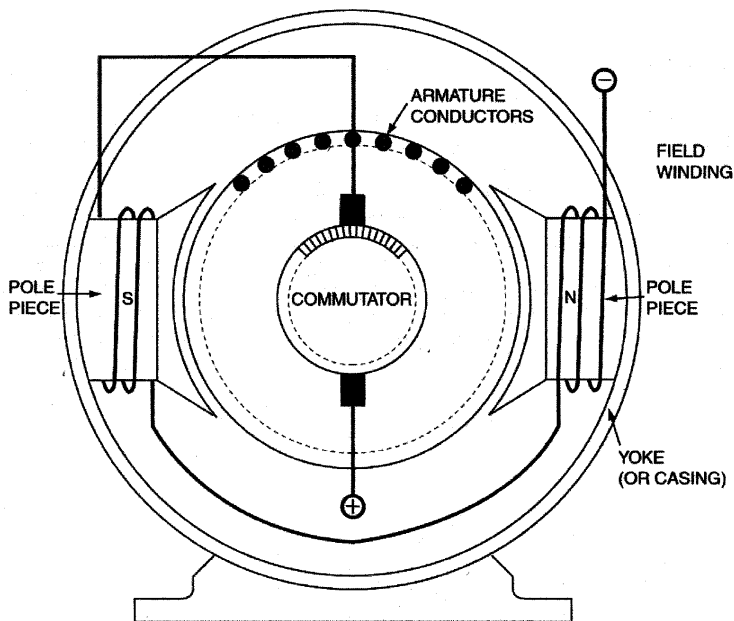 −
ARMATURE
CONDUCTORS
FIELD
WINDING
POLE
PIECE
S
COMMUTATOR
N
POLE
PIECE
YOKE
(OR CASING)
+